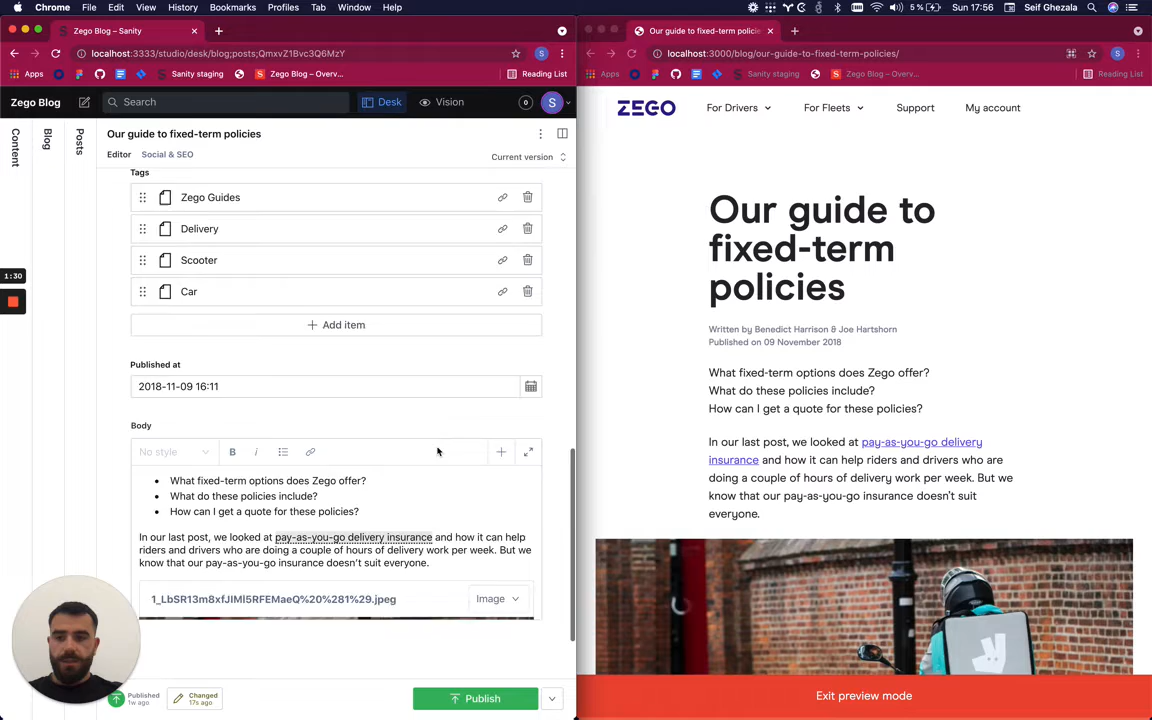 Chrome File Edit View History Bookmarks Profiles Tab Window Help
5 % Sun 17:56 Seif Ghezala
Zego Blog – Sanity
localhost:3333/studio/desk/blog;posts;QmxvZ1Bvc3Q6MzY
S
Apps Sanity staging Zego Blog – Overv... Reading List
Zego Blog Search Desk Vision 0 S
Content
Blog
Posts
Our guide to fixed-term policies
Editor Social & SEO Current version
Tags
Zego Guides
Delivery
Scooter
Car
Add item
1:30
Published at
2018-11-09 16:11
Body
No style B i
What fixed-term options does Zego offer?
What do these policies include?
How can I get a quote for these policies?
In our last post, we looked at pay-as-you-go delivery insurance and how it can help
riders and drivers who are doing a couple of hours of delivery work per week. But we
know that our pay-as-you-go insurance doesn't suit everyone.
1_LbSR13m8xfJIMl5RFEMaeQ%20%281%29.jpeg Image
Published
1w ago
Changed
17s ago
Publish
Our guide to fixed-term policie
localhost:3000/blog/our-guide-to-fixed-term-policies/
S
Apps Sanity staging Zego Blog – Overv... Reading List
ZEGO For Drivers For Fleets Support My account
Our guide to
fixed-term
policies
Written by Benedict Harrison & Joe Hartshorn
Published on 09 November 2018
What fixed-term options does Zego offer?
What do these policies include?
How can I get a quote for these policies?
In our last post, we looked at pay-as-you-go delivery
insurance and how it can help riders and drivers who are
doing a couple of hours of delivery work per week. But we
know that our pay-as-you-go insurance doesn't suit
everyone.
Exit preview mode